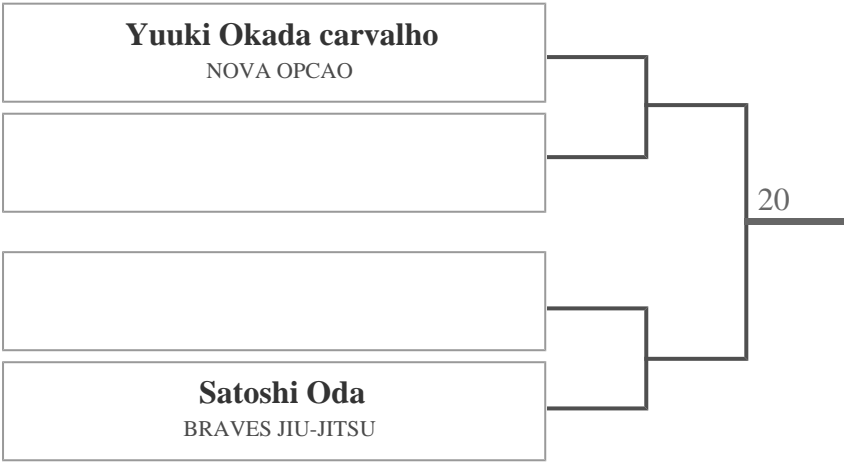 Yuuki Okada carvalho
NOVA OPCAO
20
Satoshi Oda
BRAVES JIU-JITSU